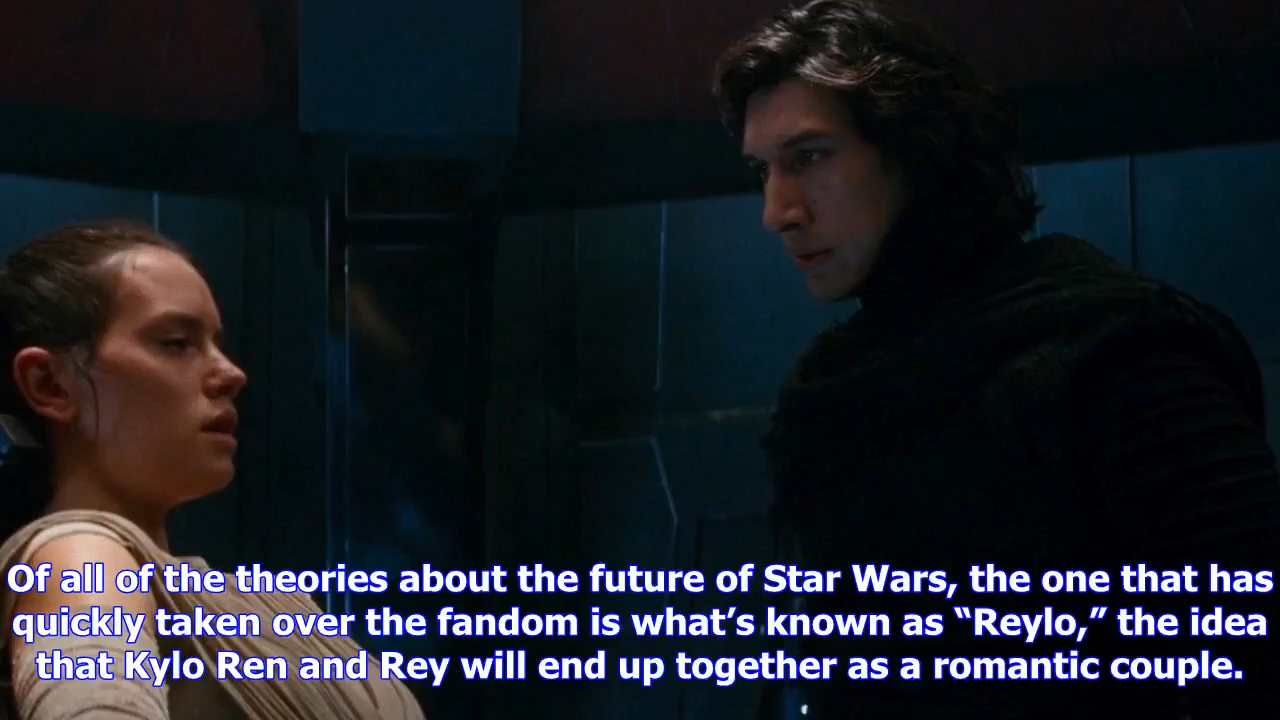 Of all of the theories about the future of Star Wars, the one that has
quickly taken over the fandom is what’s known as “Reylo,” the idea
that Kylo Ren and Rey will end up together as a romantic couple.